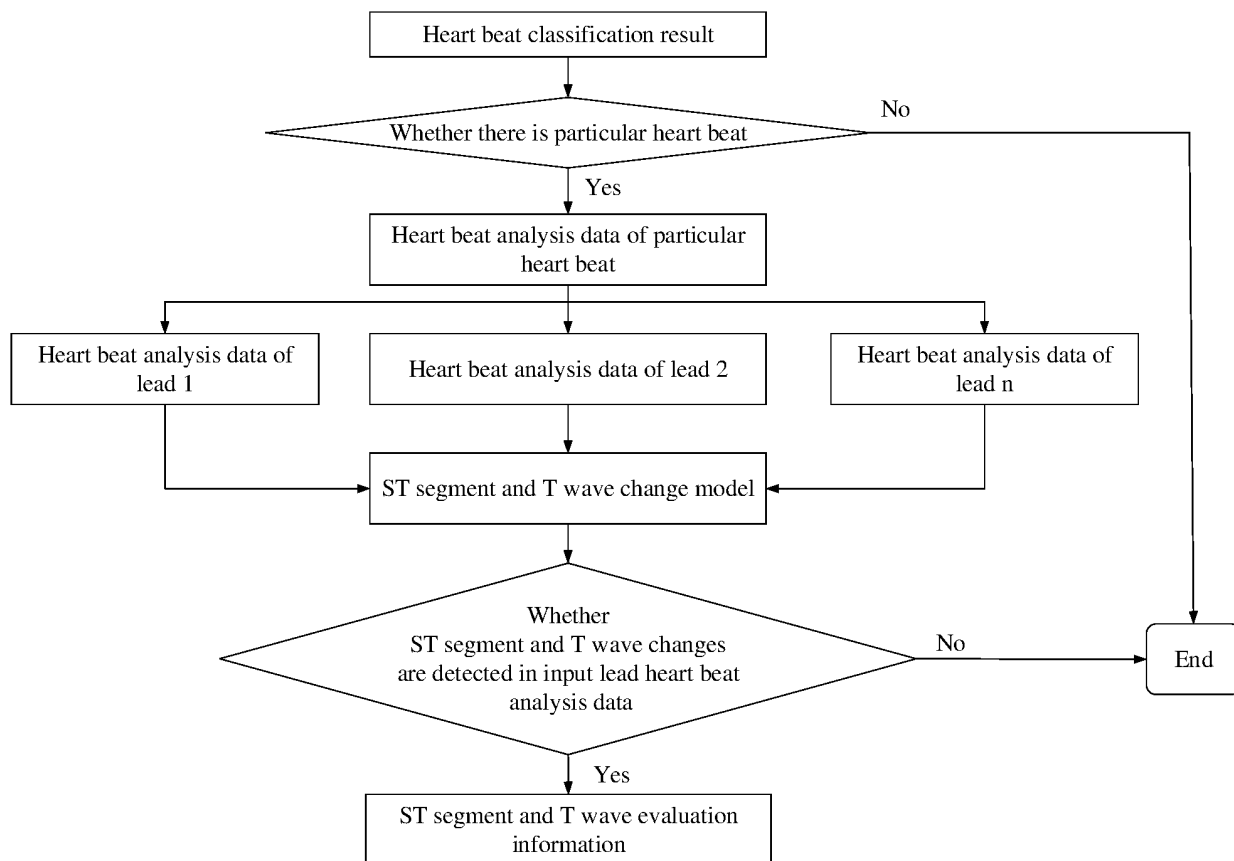 Heart beat classification result
No
Whether there is particular heart beat
Yes
Heart beat analysis data of particular
heart beat
Heart beat analysis data of
lead 1
Heart beat analysis data of lead 2
Heart beat analysis data of
lead n
ST segment and T wave change model
Whether
ST segment and T wave changes
are detected in input lead heart beat
analysis data
No
End
Yes
ST segment and T wave evaluation
information